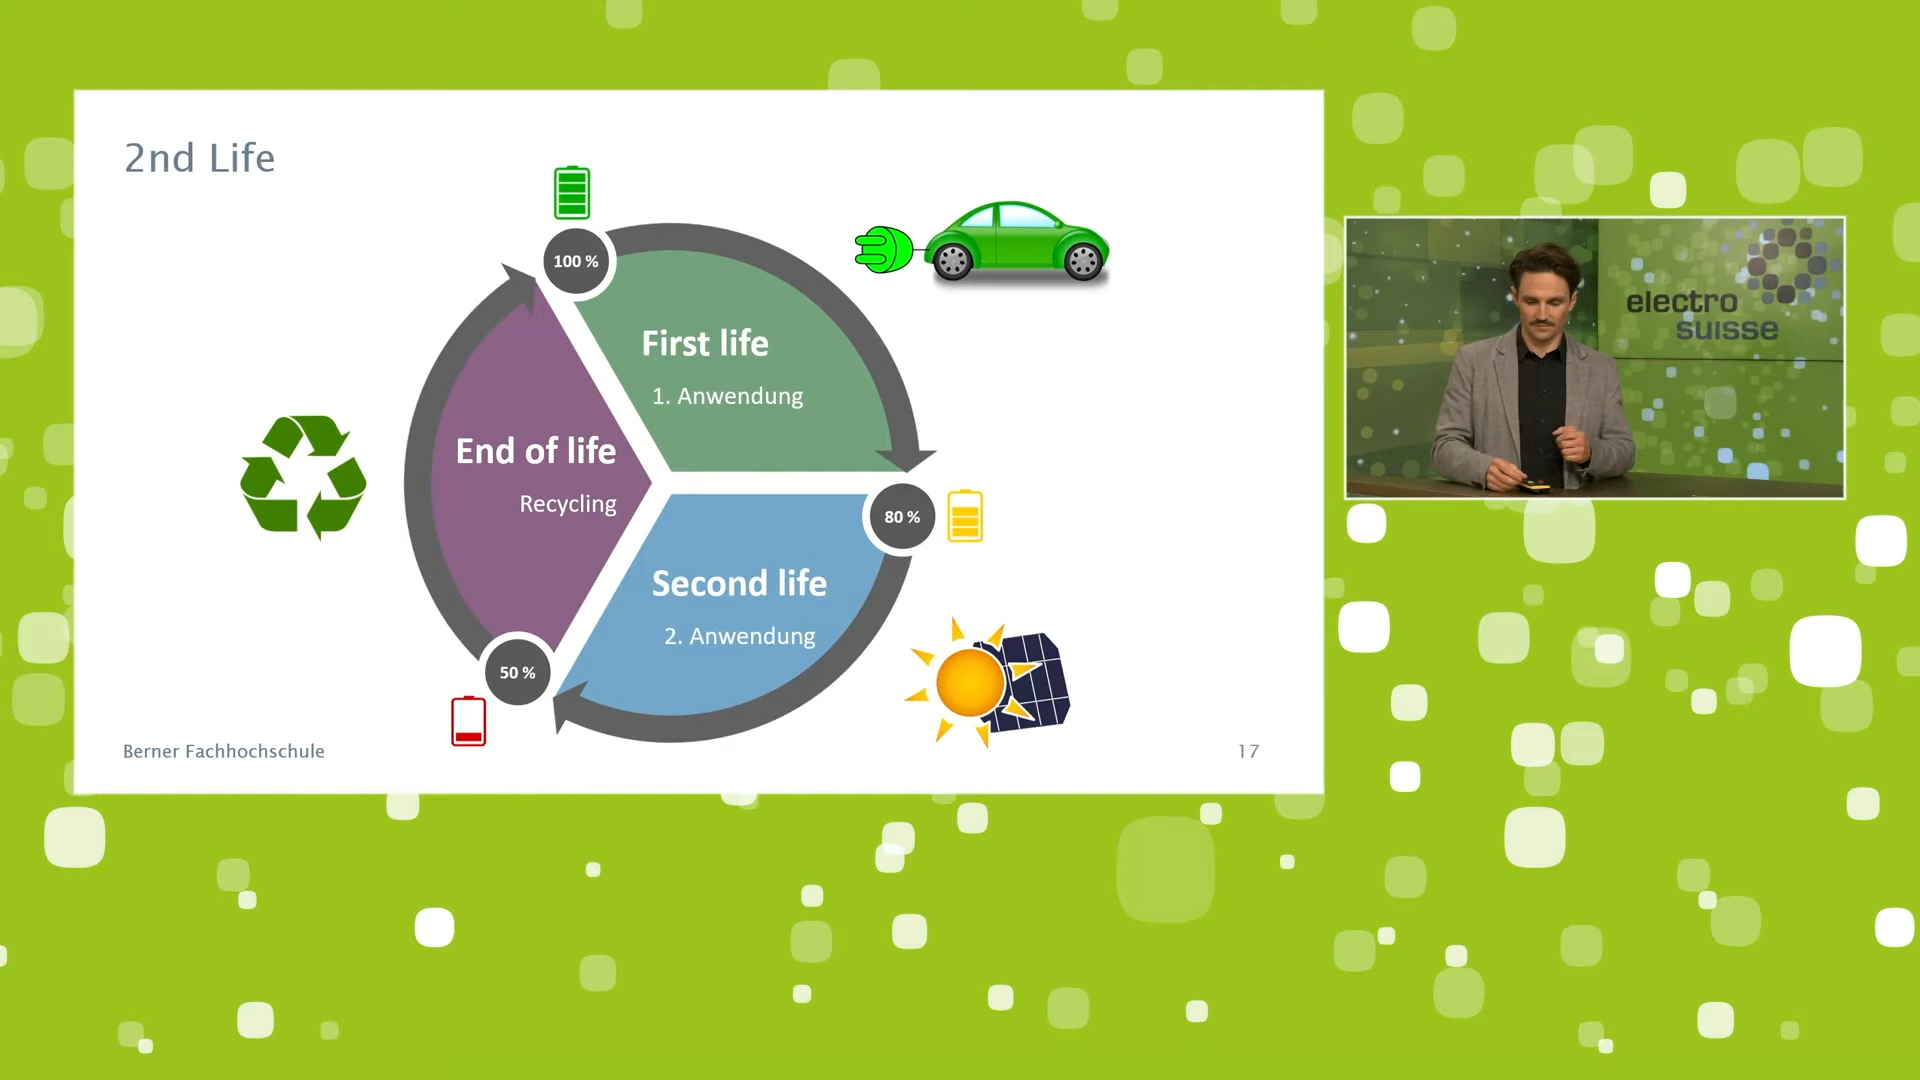 2nd Life
100 %
First life
1. Anwendung
End of life
Recycling
80 %
Second life
2. Anwendung
50 %
Berner Fachhochschule
17
electro
suisse